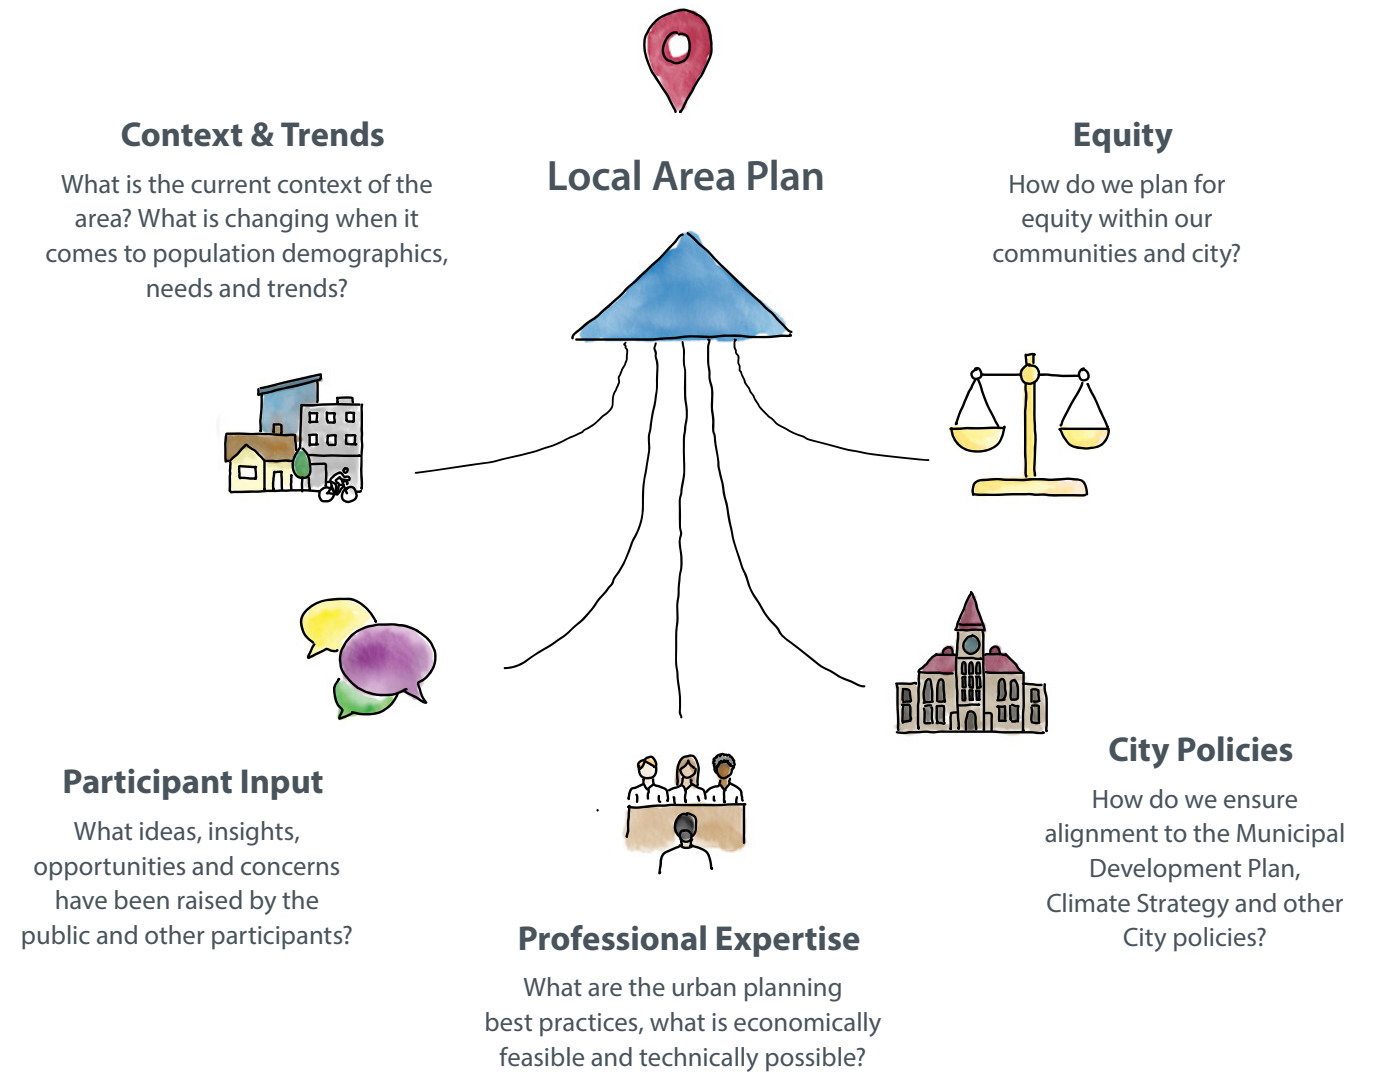 Local Area Plan
Context & Trends
What is the current context of the
area? What is changing when it
comes to population demographics,
needs and trends?
Equity
How do we plan for
equity within our
communities and city?
Participant Input
What ideas, insights,
opportunities and concerns
have been raised by the
public and other participants?
Professional Expertise
What are the urban planning
best practices, what is economically
feasible and technically possible?
City Policies
How do we ensure
alignment to the Municipal
Development Plan,
Climate Strategy and other
City policies?